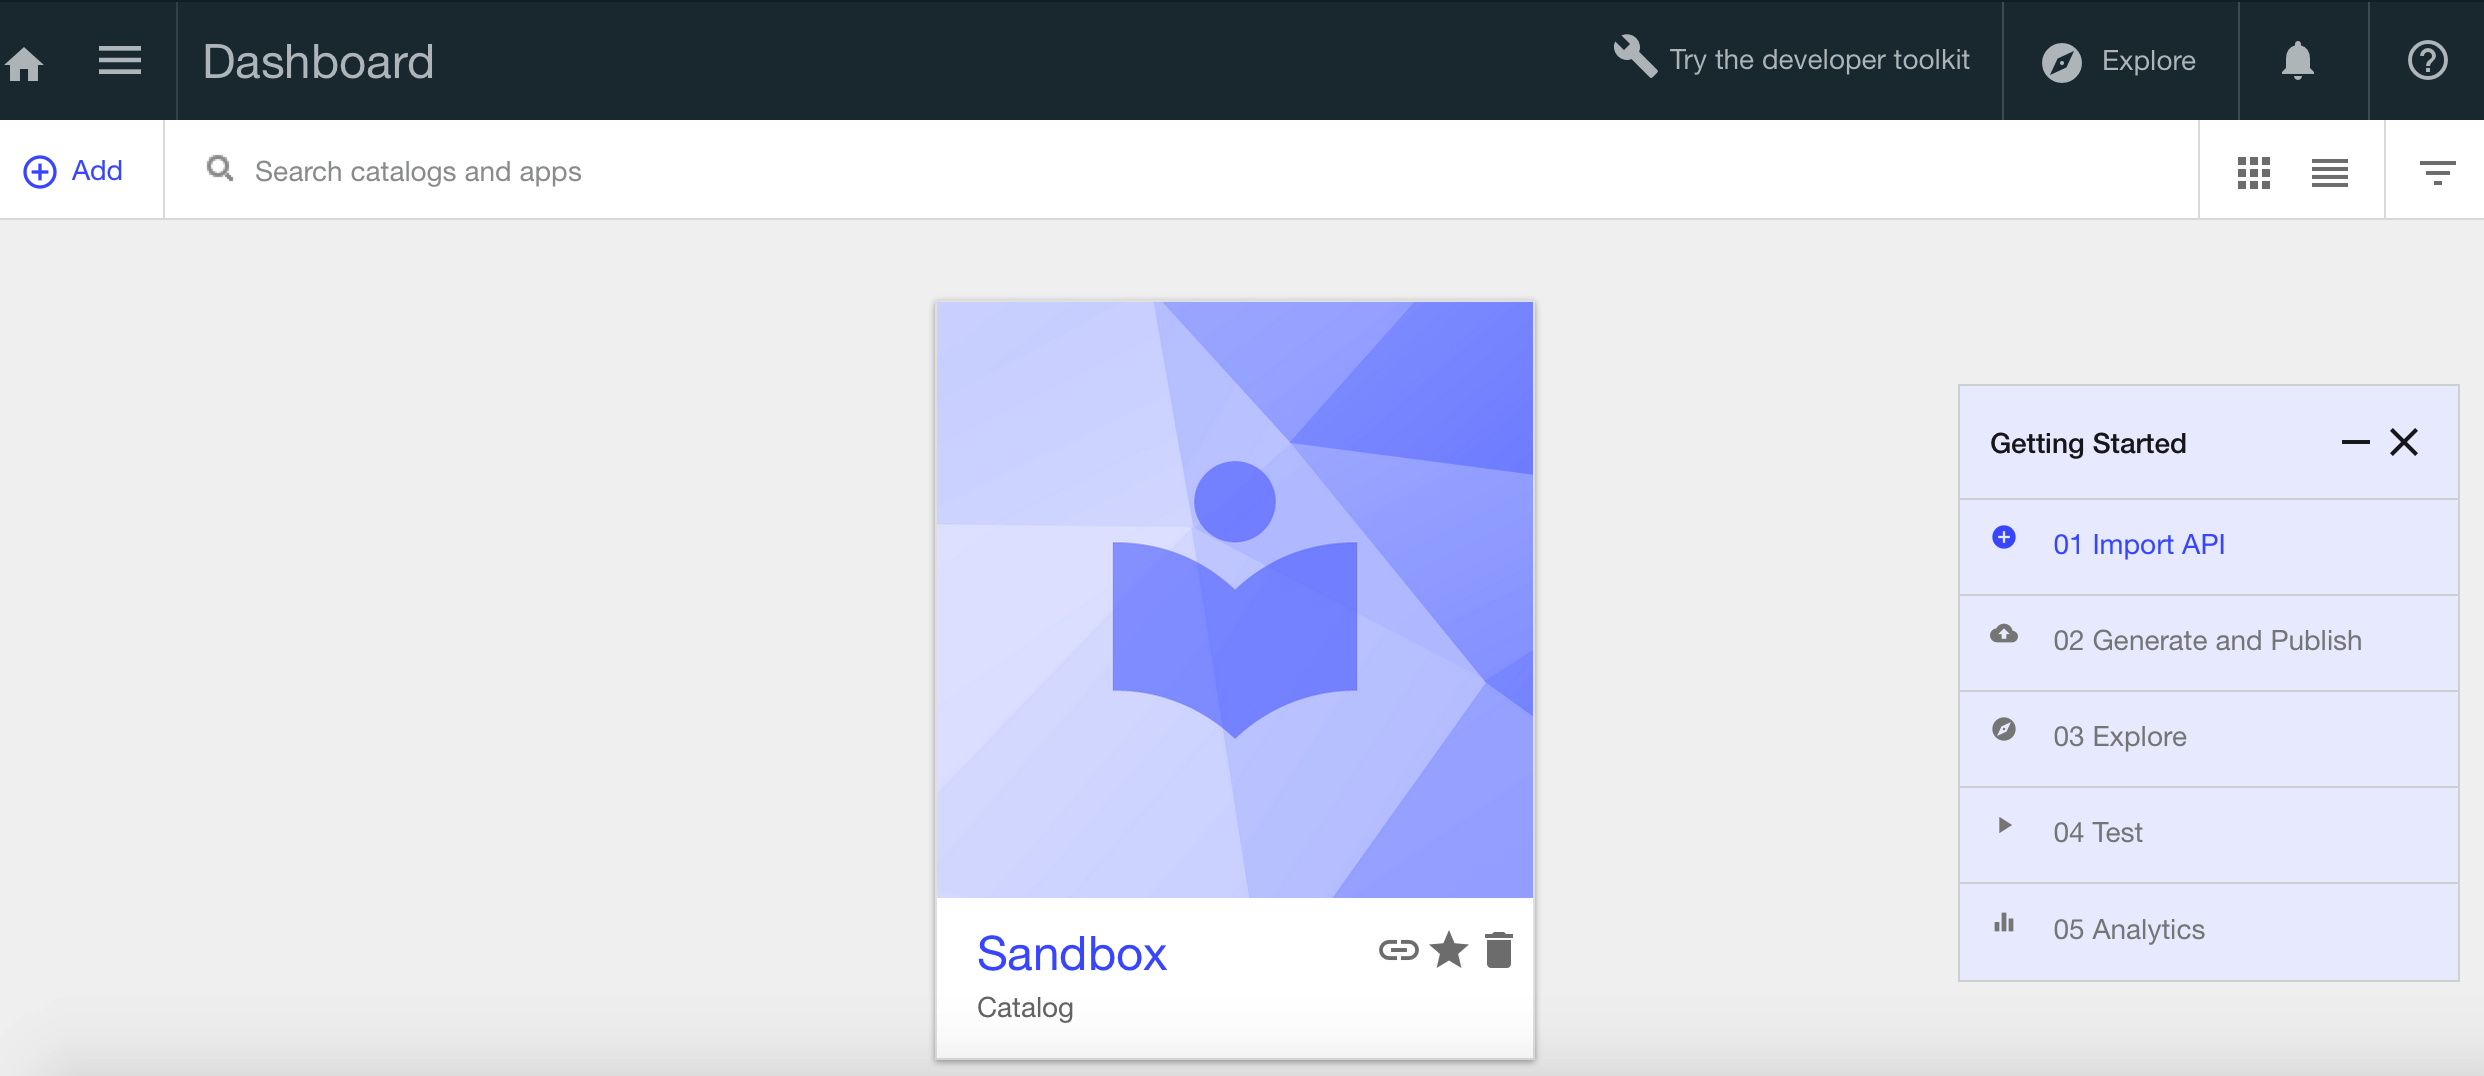 Dashboard
Try the developer toolkit
Explore
Add
Search catalogs and apps
Getting Started
01 Import API
02 Generate and Publish
03 Explore
04 Test
05 Analytics
Sandbox
Catalog